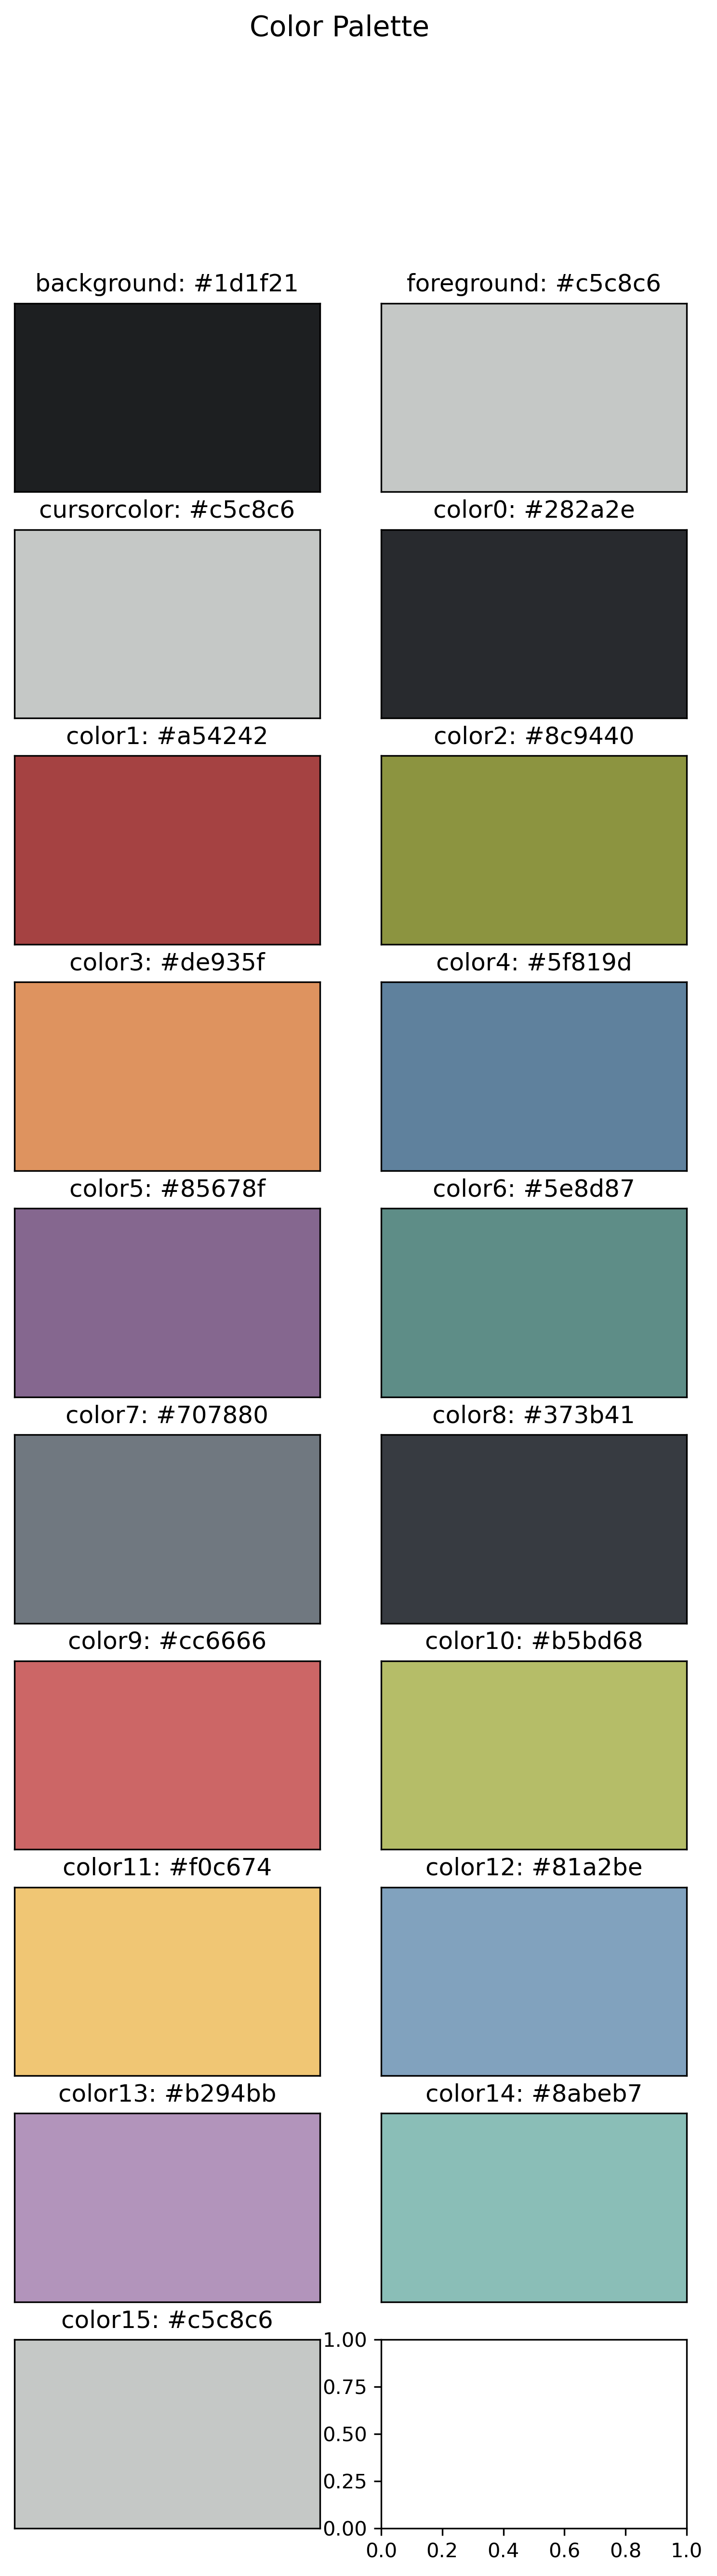 Color Palette
background: #1d1f21
foreground: #c5c8c6
cursorcolor: #c5c8c6
color0: #282a2e
color1: #a54242
color2: #8c9440
color3: #de935f
color4: #5f819d
color5: #85678f
color6: #5e8d87
color7: #707880
color8: #373b41
color9: #cc6666
color10: #b5bd68
color11: #f0c674
color12: #81a2be
color13: #b294bb
color14: #8abeb7
color15: #c5c8c6
1.00
0.75
0.50
0.25
0.00
0.0 0.2 0.4 0.6 0.8 1.0